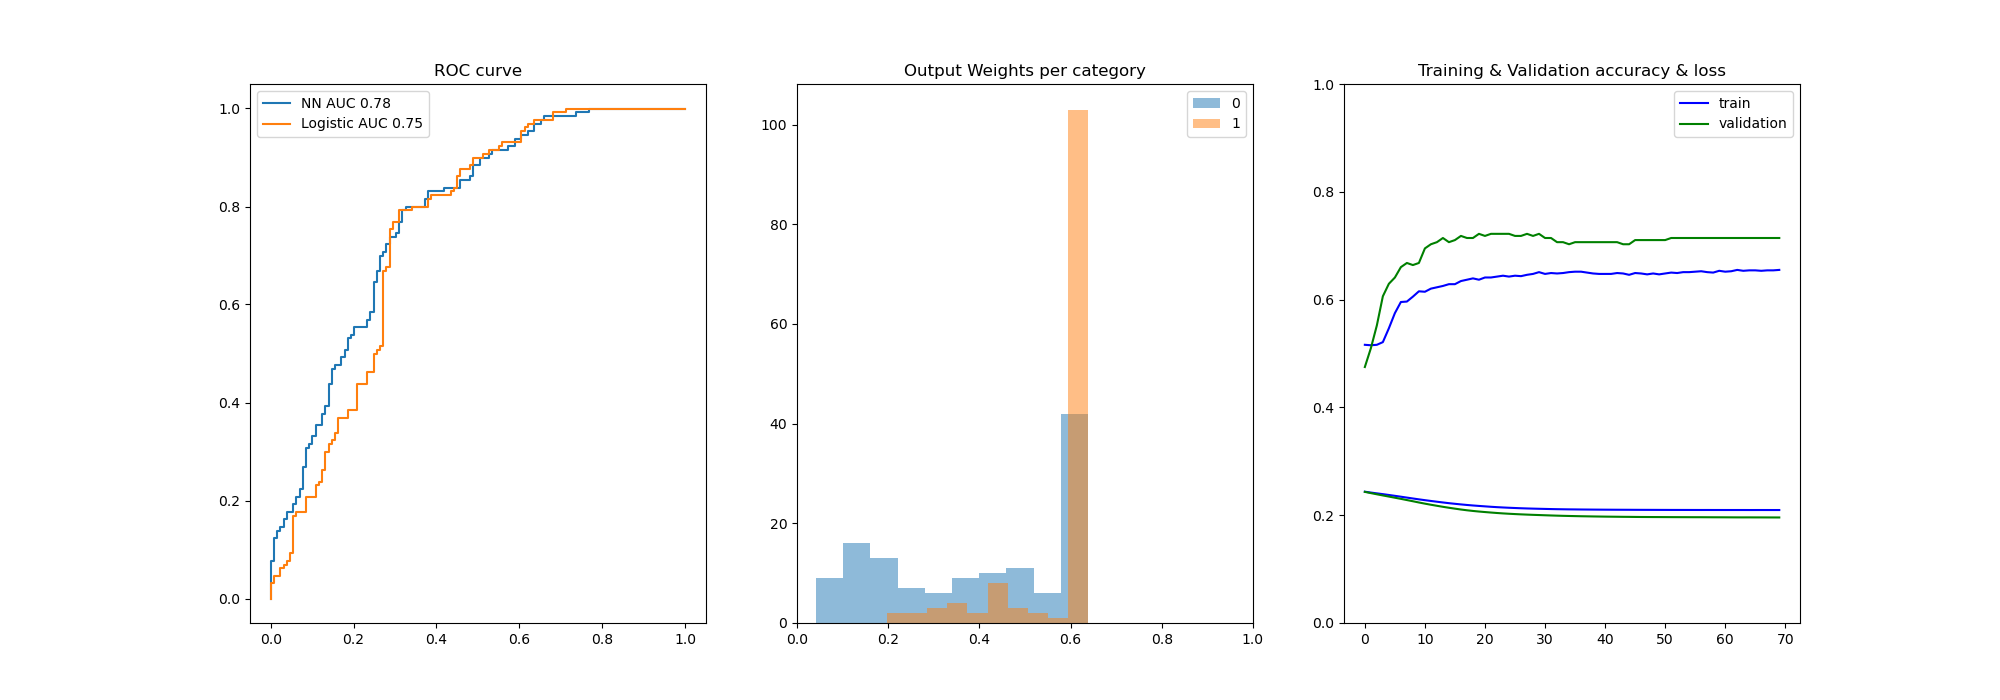 ROC curve
NN AUC 0.78
Logistic AUC 0.75
1.0
0.8
0.6
0.4
0.2
0.0
0.0 0.2 0.4 0.6 0.8 1.0
Output Weights per category
0
1
100
80
60
40
20
0
0.0 0.2 0.4 0.6 0.8 1.0
Training & Validation accuracy & loss
train
validation
1.0
0.8
0.6
0.4
0.2
0.0
0 10 20 30 40 50 60 70